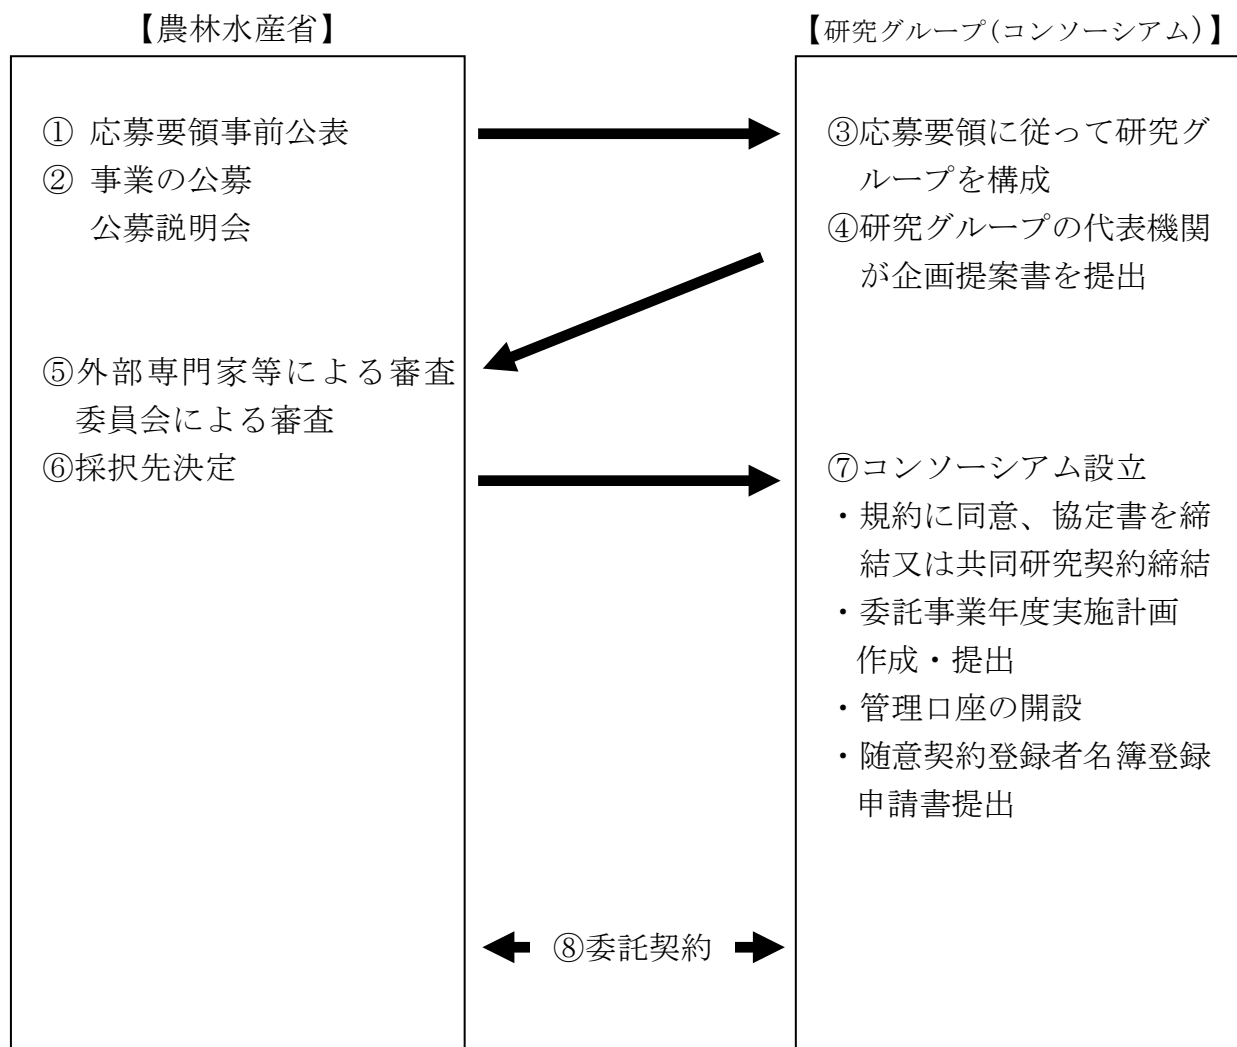 【農林水産省】
① 応募要領事前公表
② 事業の公募
公募説明会
⑤外部専門家等による審査
委員会による審査
⑥採択先決定
【研究グループ(コンソーシアム)】
③応募要領に従って研究グ
ループを構成
④研究グループの代表機関
が企画提案書を提出
⑦コンソーシアム設立
・規約に同意、協定書を締
結又は共同研究契約締結
・委託事業年度実施計画
作成・提出
・管理口座の開設
・随意契約登録者名簿登録
申請書提出
⑧委託契約